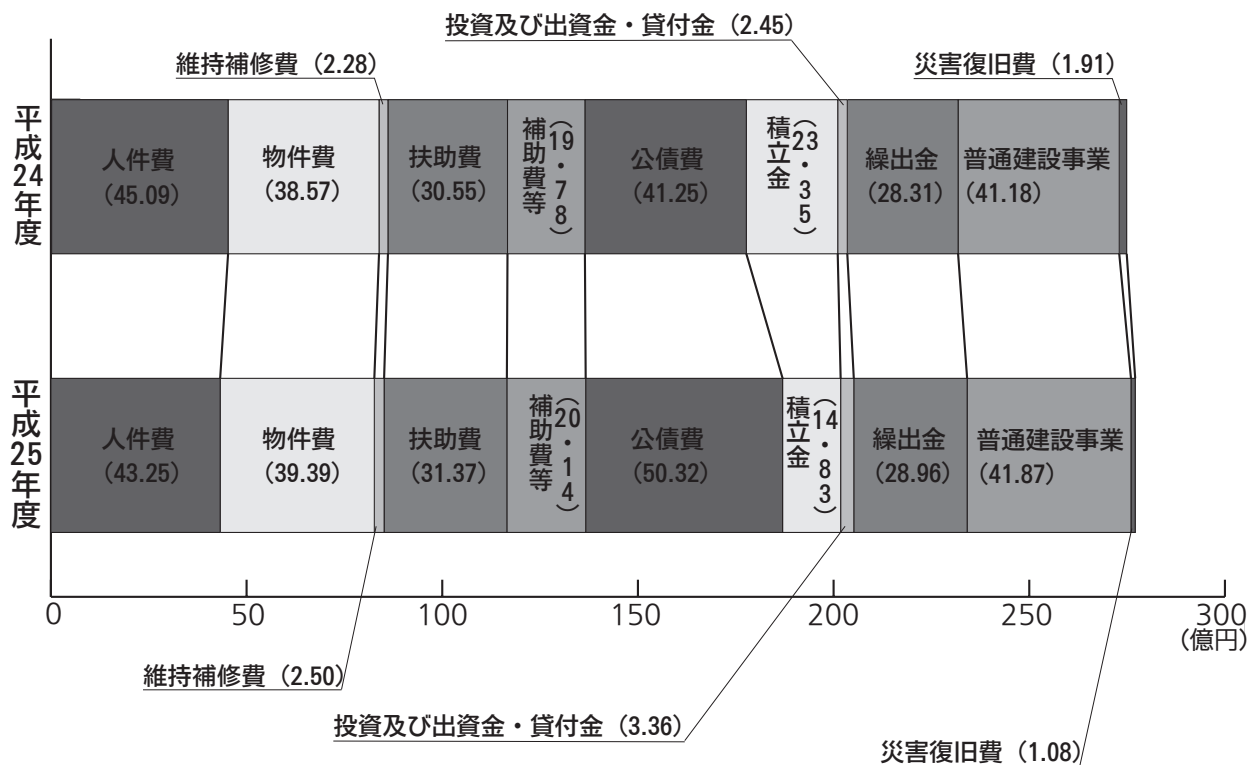 投資及び出資金・貸付金（2.45）
維持補修費（2.28）
災害復旧費（1.91）
平成24年度
人件費
（45.09）
物件費
（38.57）
扶助費
（30.55）
補助費等
（19・78）
公債費
（41.25）
積立金
（23・35）
繰出金
（28.31）
普通建設事業
（41.18）
平成25年度
人件費
（43.25）
物件費
（39.39）
扶助費
（31.37）
補助費等
（20・14）
公債費
（50.32）
積立金
（14・83）
繰出金
（28.96）
普通建設事業
（41.87）
0 50 100 150 200 250 300
（億円）
維持補修費（2.50）
投資及び出資金・貸付金（3.36）
災害復旧費（1.08）